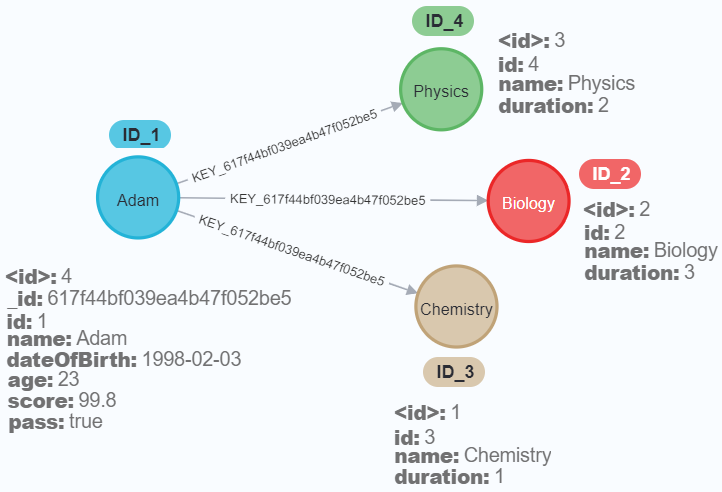 ID_4
<id>: 3
id: 4
name: Physics
duration: 2
Physics
KEY_617f44bf039ea4b47f052be5
ID_1
Adam
KEY_617f44bf039ea4b47f052be5
Biology
ID_2
<id>: 2
id: 2
name: Biology
duration: 3
KEY_617f44bf039ea4b47f052be5
Chemistry
ID_3
<id>: 1
id: 3
name: Chemistry
duration: 1
<id>: 4
_id: 617f44bf039ea4b47f052be5
id: 1
name: Adam
dateOfBirth: 1998-02-03
age: 23
score: 99.8
pass: true